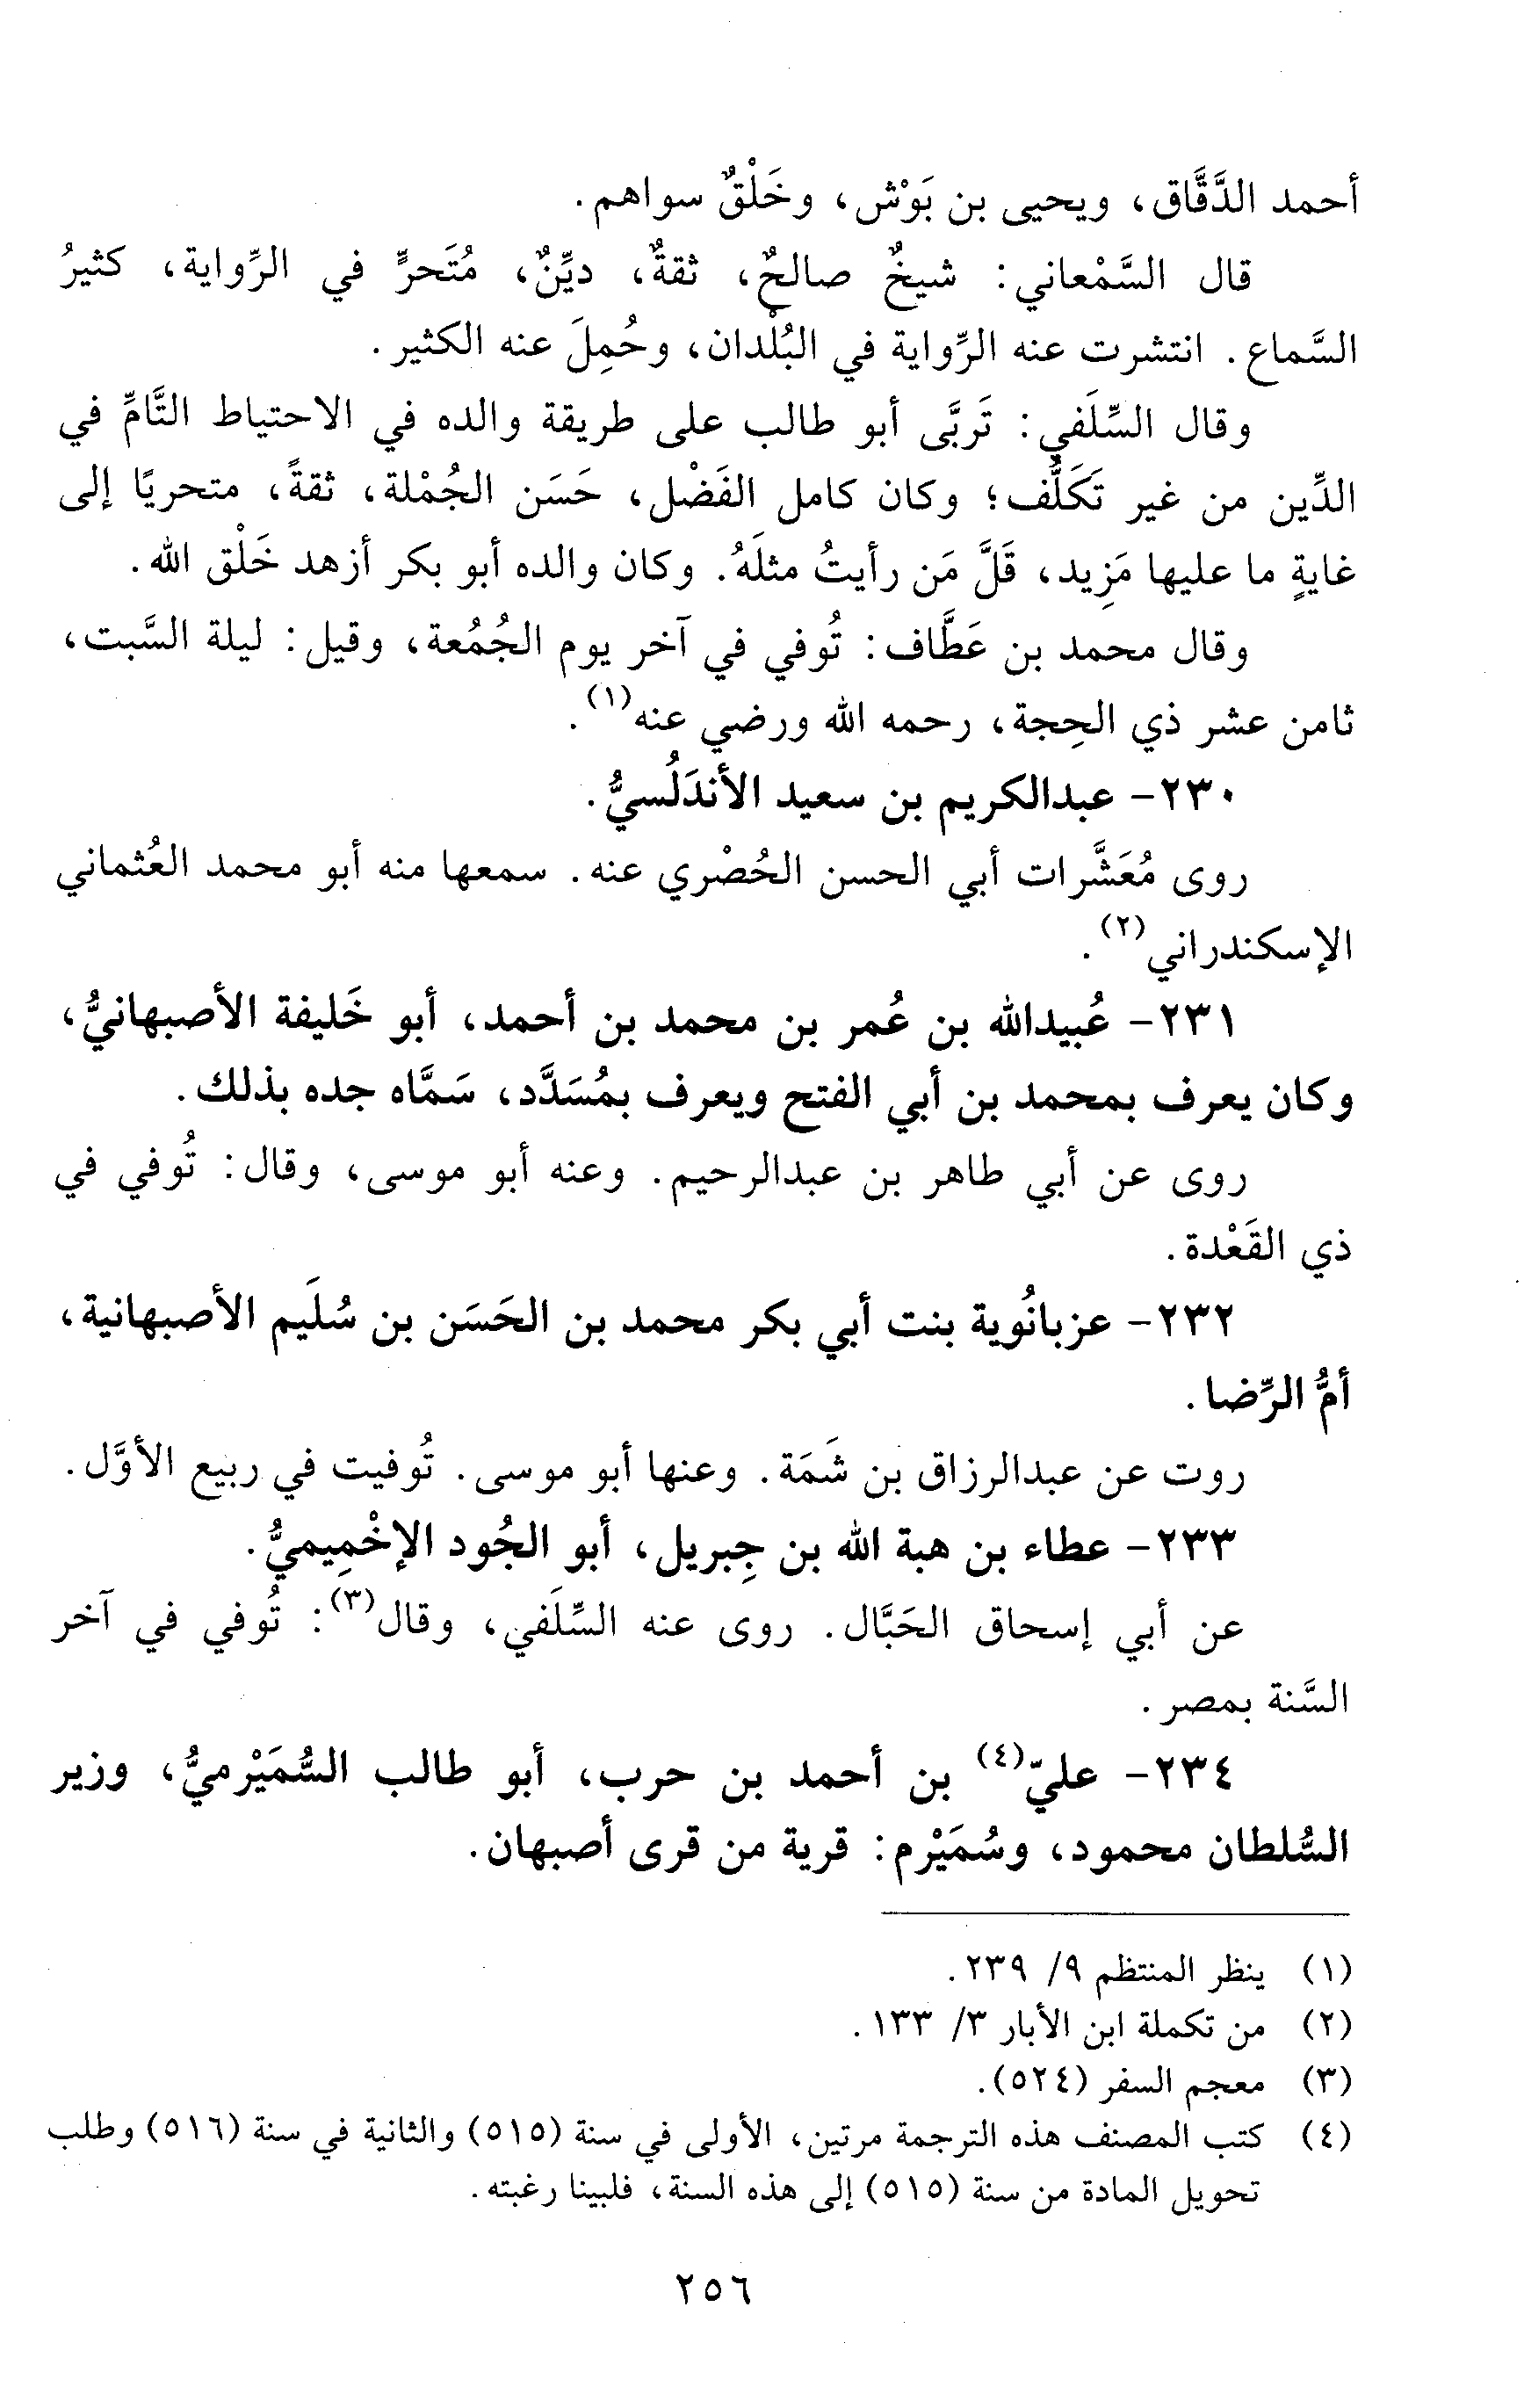 أحمد الدَّقَّاق، ويحيى بن بَوْش، وخَلْقٌ سواهم.
قال السَّمْعاني: شيخٌ صالحٌ، ثقةٌ، ديِّنٌ، مُتَحرٍّ في الرِّواية، كثيرُ
السَّماع. انتشرت عنه الرِّواية في البُلْدان، وحُمِلَ عنه الكثير.
وقال السِّلَفي: تَربَّى أبو طالب على طريقة والده في الاحتياط التَّامِّ في
الدِّين من غير تَكَلُّف؛ وكان كامل الفَضْل، حَسَن الجُمْلة، ثقةً، متحريًا إلى
غايةٍ ما عليها مَزِيد، قَلَّ مَن رأيتُ مثلَهُ. وكان والده أبو بكر أزهد خَلْق الله.
وقال محمد بن عَطَّاف: تُوفي في آخر يوم الجُمُعة، وقيل: ليلة السَّبت،
ثامن عشر ذي الحِجة، رحمه الله ورضي عنه(١).
٢٣٠- عبدالكريم بن سعيد الأندَلُسيُّ.
روى مُعَشَّرات أبي الحسن الحُصْري عنه. سمعها منه أبو محمد العُثماني
الإسكندراني(٢).
٢٣١- عُبيدالله بن عُمر بن محمد بن أحمد، أبو خَليفة الأصبهانيُّ،
وكان يعرف بمحمد بن أبي الفتح ويعرف بمُسَدَّد، سَمَّاه جده بذلك.
روى عن أبي طاهر بن عبدالرحيم. وعنه أبو موسى، وقال: تُوفي في
ذي القَعْدة.
٢٣٢- عزبانُوية بنت أبي بكر محمد بن الحَسَن بن سُلَيم الأصبهانية،
أمُّ الرِّضا.
روت عن عبدالرزاق بن شَمَة. وعنها أبو موسى. تُوفيت في ربيع الأوَّل.
٢٣٣- عطاء بن هبة الله بن جِبريل، أبو الجُود الإخْمِيميُّ.
عن أبي إسحاق الحَبَّال. روى عنه السِّلَفي، وقال(٣): تُوفي في آخر
السَّنة بمصر.
٢٣٤- عليّ(٤) بن أحمد بن حرب، أبو طالب السُّمَيْرميُّ، وزير
السُّلطان محمود، وسُمَيْرم: قرية من قرى أصبهان.
(١) ينظر المنتظم ٩/ ٢٣٩.
(٢) من تكملة ابن الأبار ٣/ ١٣٣.
(٣) معجم السفر (٥٢٤).
(٤) كتب المصنف هذه الترجمة مرتين، الأولى في سنة (٥١٥) والثانية في سنة (٥١٦) وطلب
تحويل المادة من سنة (٥١٥) إلى هذه السنة، فلبينا رغبته.
٢٥٦